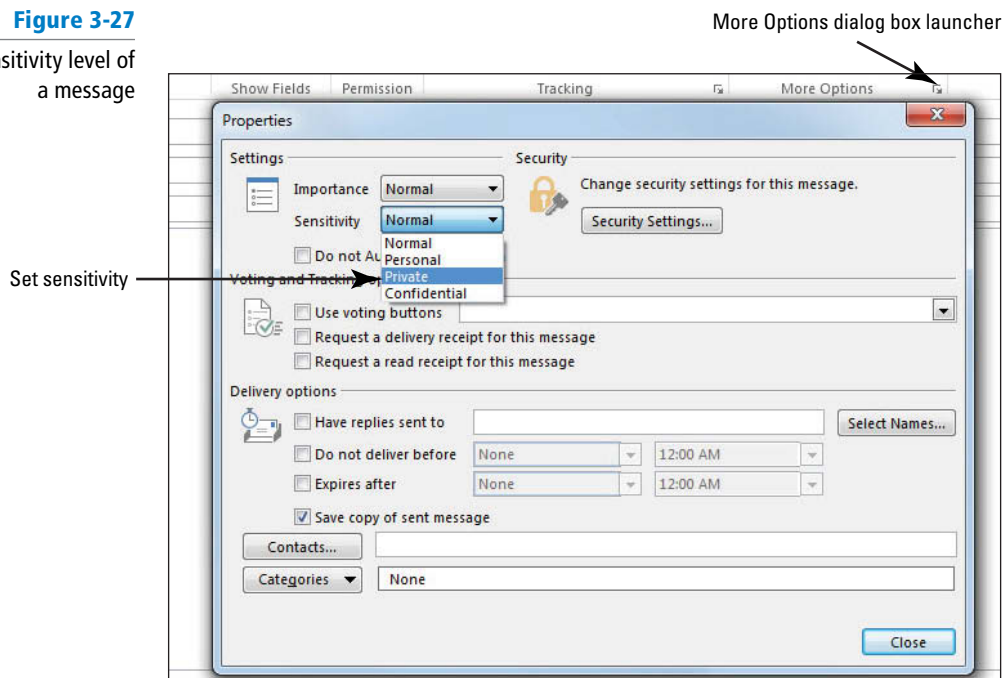 Figure 3-27
More Options dialog box launcher
sitivity level of
a message
Show Fields Permission Tracking More Options
Properties
Settings Security
Importance Normal Change security settings for this message.
Sensitivity Normal Security Settings...
Normal
Do not Au
Personal
Set sensitivity
Private
Voting and Tracking
Confidential
Use voting buttons
Request a delivery receipt for this message
Request a read receipt for this message
Delivery options
Have replies sent to Select Names...
Do not deliver before None 12:00 AM
Expires after None 12:00 AM
Save copy of sent message
Contacts...
Categories None
Close